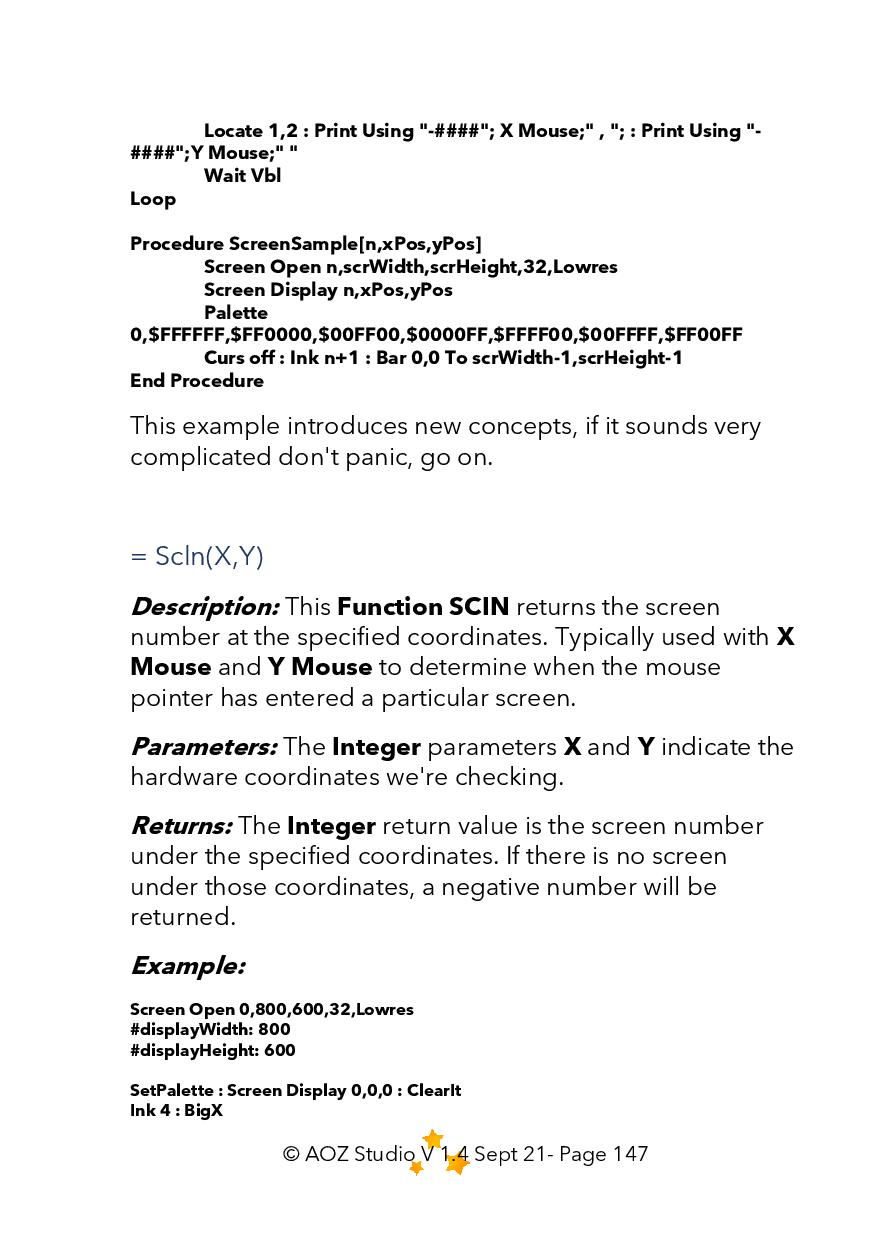 Locate 1,2 : Print Using "-####"; X Mouse;" , "; : Print Using "-
####";Y Mouse;" "
Wait Vbl
Loop
Procedure ScreenSample[n,xPos,yPos]
Screen Open n,scrWidth,scrHeight,32,Lowres
Screen Display n,xPos,yPos
Palette
0,$FFFFFF,$FF0000,$00FF00,$0000FF,$FFFF00,$00FFFF,$FF00FF
Curs off : Ink n+1 : Bar 0,0 To scrWidth-1,scrHeight-1
End Procedure
This example introduces new concepts, if it sounds very
complicated don't panic, go on.
= ScIn(X,Y)
Description: This Function SCIN returns the screen
number at the specified coordinates. Typically used with X
Mouse and Y Mouse to determine when the mouse
pointer has entered a particular screen.
Parameters: The Integer parameters X and Y indicate the
hardware coordinates we're checking.
Returns: The Integer return value is the screen number
under the specified coordinates. If there is no screen
under those coordinates, a negative number will be
returned.
Example:
Screen Open 0,800,600,32,Lowres
#displayWidth: 800
#displayHeight: 600
SetPalette : Screen Display 0,0,0 : ClearIt
Ink 4 : BigX
© AOZ Studio V 1.4 Sept 21- Page 147